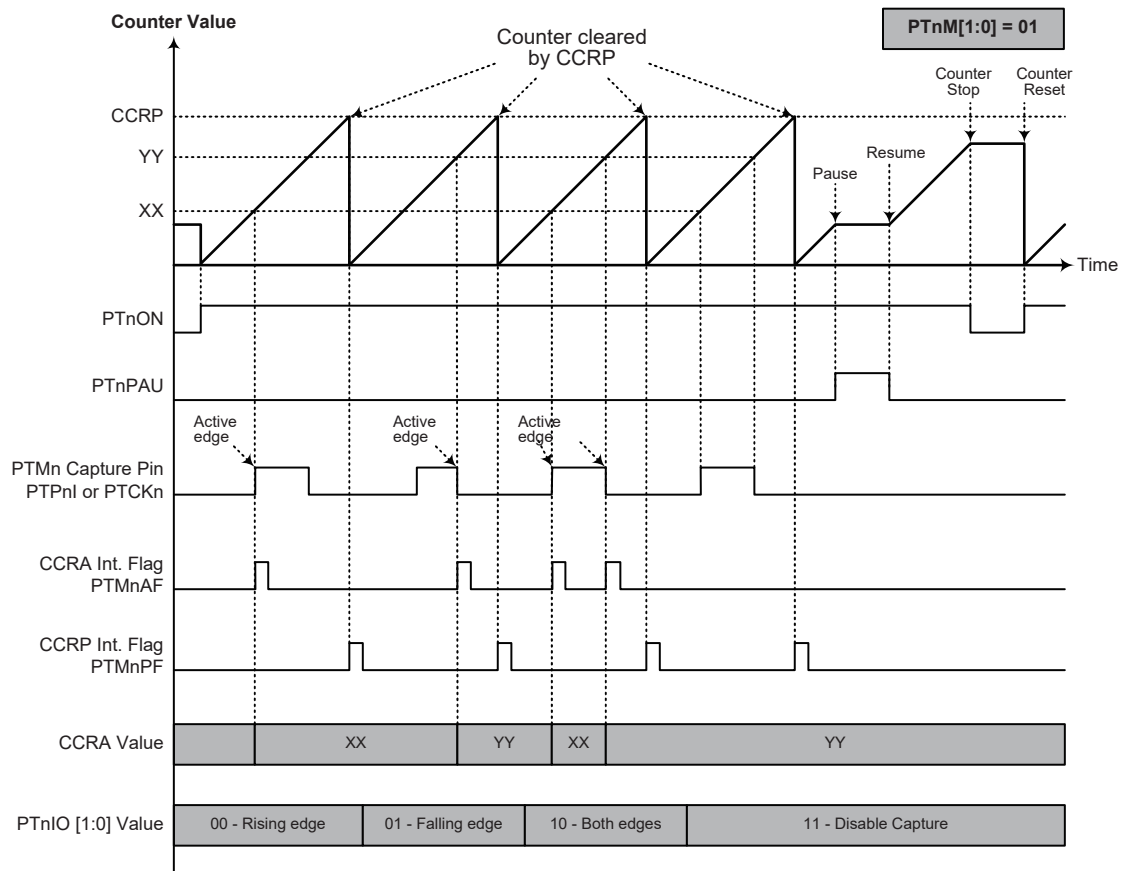 Counter Value
PTnM[1:0] = 01
Counter cleared
by CCRP
Counter
Stop
Counter
Reset
CCRP
YY
Resume
Pause
XX
Time
PTnON
PTnPAU
Active
edge
Active
edge
Active
edge
PTMn Capture Pin
PTPnI or PTCKn
CCRA Int. Flag
PTMnAF
CCRP Int. Flag
PTMnPF
CCRA Value
XX
YY
XX
YY
PTnIO [1:0] Value
00 - Rising edge
01 - Falling edge
10 - Both edges
11 - Disable Capture